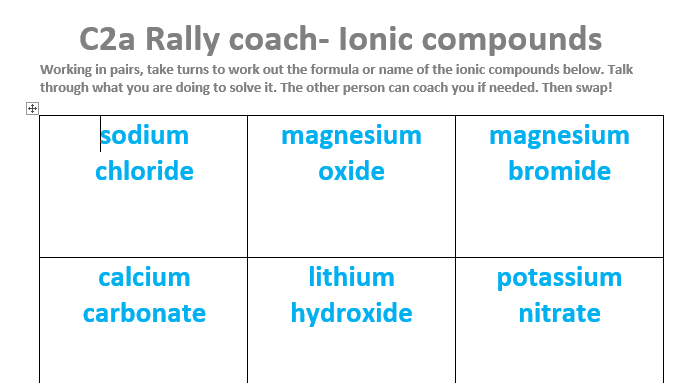 C2a Rally coach- Ionic compounds
Working in pairs, take turns to work out the formula or name of the ionic compounds below. Talk
through what you are doing to solve it. The other person can coach you if needed. Then swap!
sodium
chloride
magnesium
oxide
magnesium
bromide
calcium
carbonate
lithium
hydroxide
potassium
nitrate